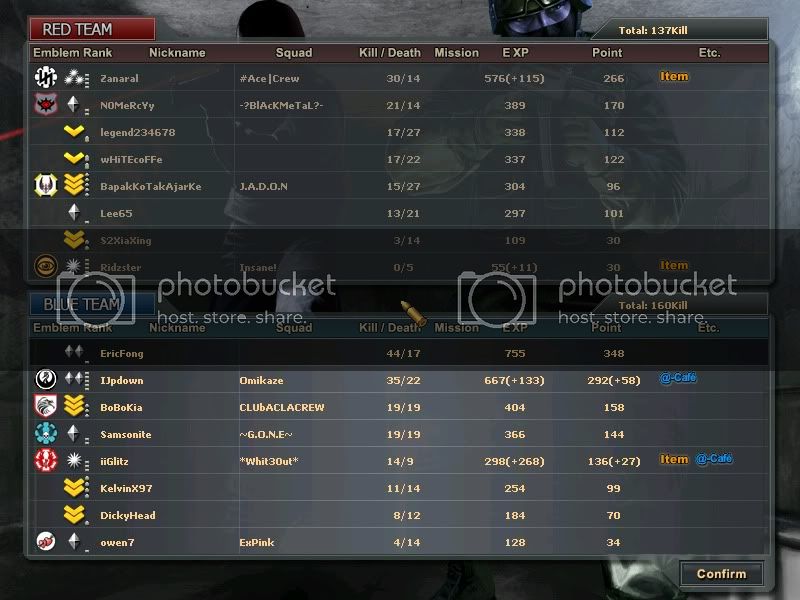 RED TEAM Total: 137Kill
Emblem Rank Nickname Squad Kill / Death Mission E XP Point Etc.
Zanaral #Ace|Crew 30/14 576(+115) 266 Item
N0MeRcYy -?BlAcKMeTaL?- 21/14 389 170
legend234678 17/27 338 112
wHiTEcoFFe 17/22 337 122
BapakKoTakAjarKe J.A.D.O.N 15/27 304 96
Lee65 13/21 297 101
S2XiaXing 3/14 109 30
Ridzster Insane! 0/5 55(+11) 30 Item
photobucket photobucket
host. store. share. host. store. share.
BLUE TEAM Total: 160Kill
Emblem Rank Nickname Squad Kill / Death Mission EXP Point Etc.
EricFong 44/17 755 348
IJpdown Omikaze 35/22 667(+133) 292(+58) @-Café
BoBoKia CLUbACLACREW 19/19 404 158
Samsonite ~G.O.N.E~ 19/19 366 144
iiGlitz *Whit3Out* 14/9 298(+268) 136(+27) Item @-Café
KelvinX97 11/14 254 99
DickyHead 8/12 184 70
owen7 ExPink 4/14 128 34
Confirm